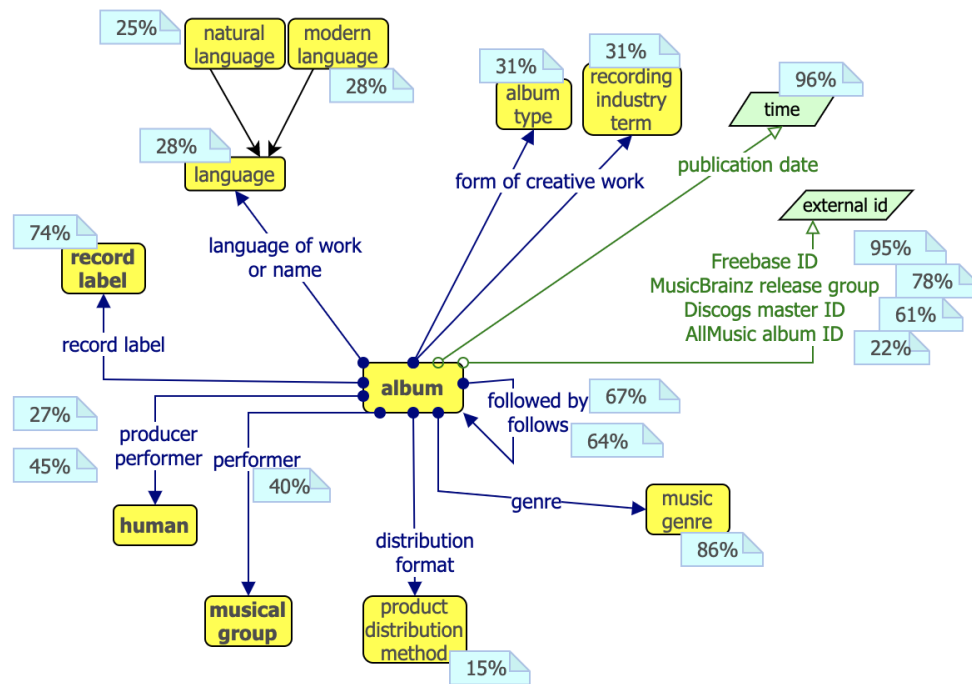 25%
natural
language
modern
language
28%
28%
language
31%
album
type
31%
recording
industry
term
96%
time
publication date
form of creative work
external id
language of work
or name
74%
record
label
record label
Freebase ID
MusicBrainz release group
Discogs master ID
AllMusic album ID
95%
78%
61%
22%
album
followed by
follows
67%
64%
27%
45%
producer
performer
performer
40%
human
genre
music
genre
86%
distribution
format
musical
group
product
distribution
method
15%